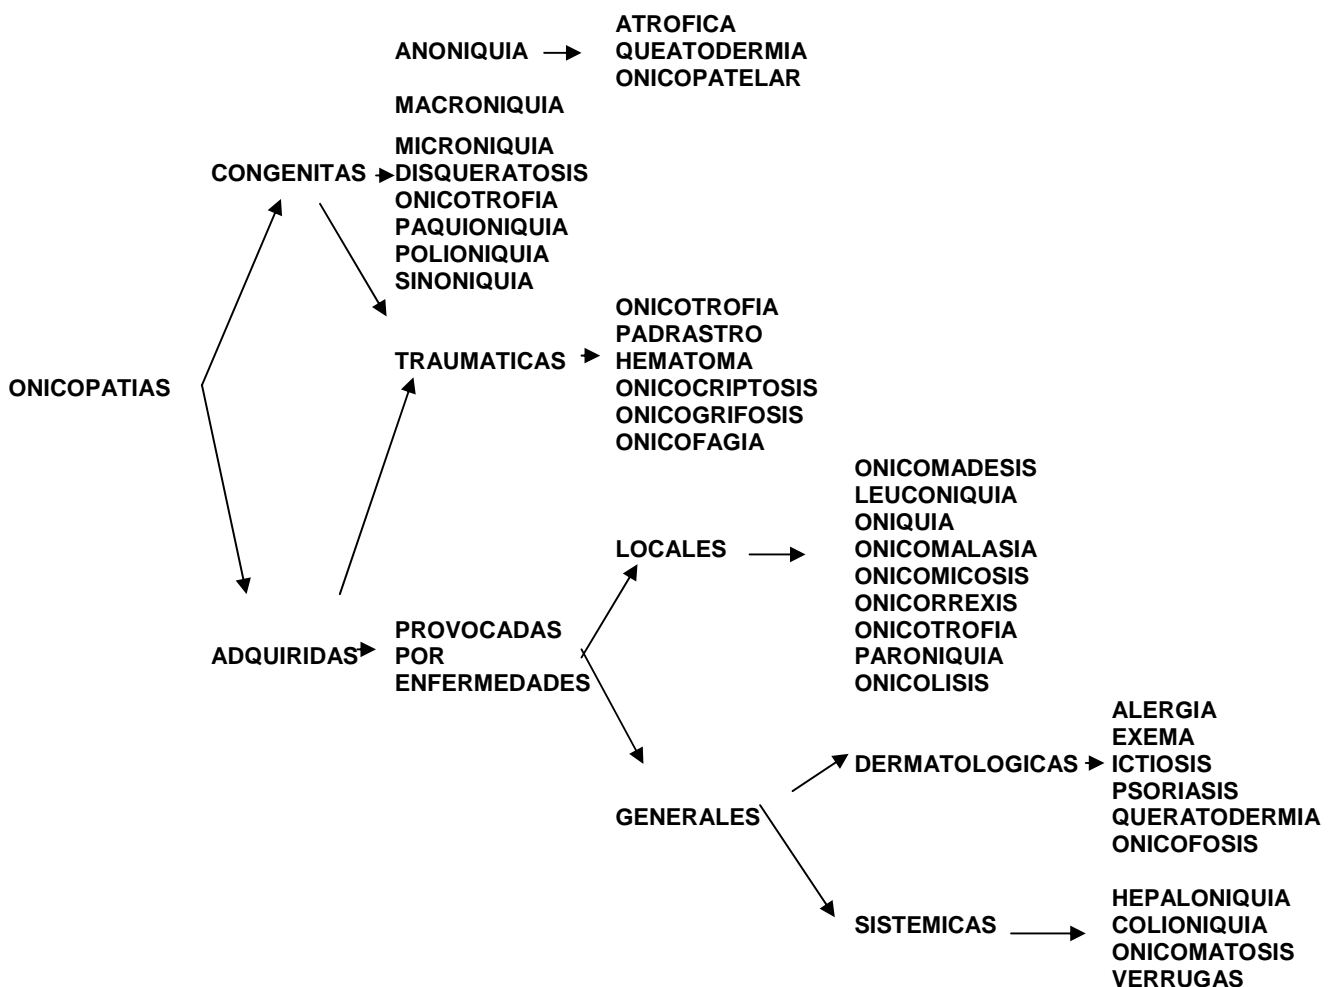 ATROFICA
ANONIQUIA
QUEATODERMIA
ONICOPATELAR
MACRONIQUIA
MICRONIQUIA
CONGENITAS
DISQUERATOSIS
ONICOTROFIA
PAQUIONIQUIA
POLIONIQUIA
SINONIQUIA
ONICOPATIAS
TRAUMATICAS
ONICOTROFIA
PADRASTRO
HEMATOMA
ONICOCRIPTOSIS
ONICOGRIFOSIS
ONICOFAGIA
ADQUIRIDAS
PROVOCADAS
POR
ENFERMEDADES
LOCALES
ONICOMADESIS
LEUCONIQUIA
ONIQUIA
ONICOMALASIA
ONICOMICOSIS
ONICORREXIS
ONICOTROFIA
PARONIQUIA
ONICOLISIS
GENERALES
DERMATOLOGICAS
ALERGIA
EXEMA
ICTIOSIS
PSORIASIS
QUERATODERMIA
ONICOFOSIS
SISTEMICAS
HEPALONIQUIA
COLIONIQUIA
ONICOMATOSIS
VERRUGAS